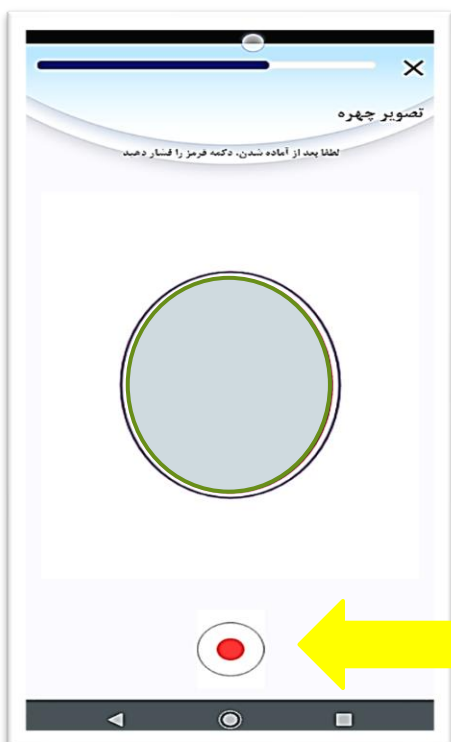 تصویر چهره
لطفا بعد از آماده شدن، دکمه قرمز را فشار دهید